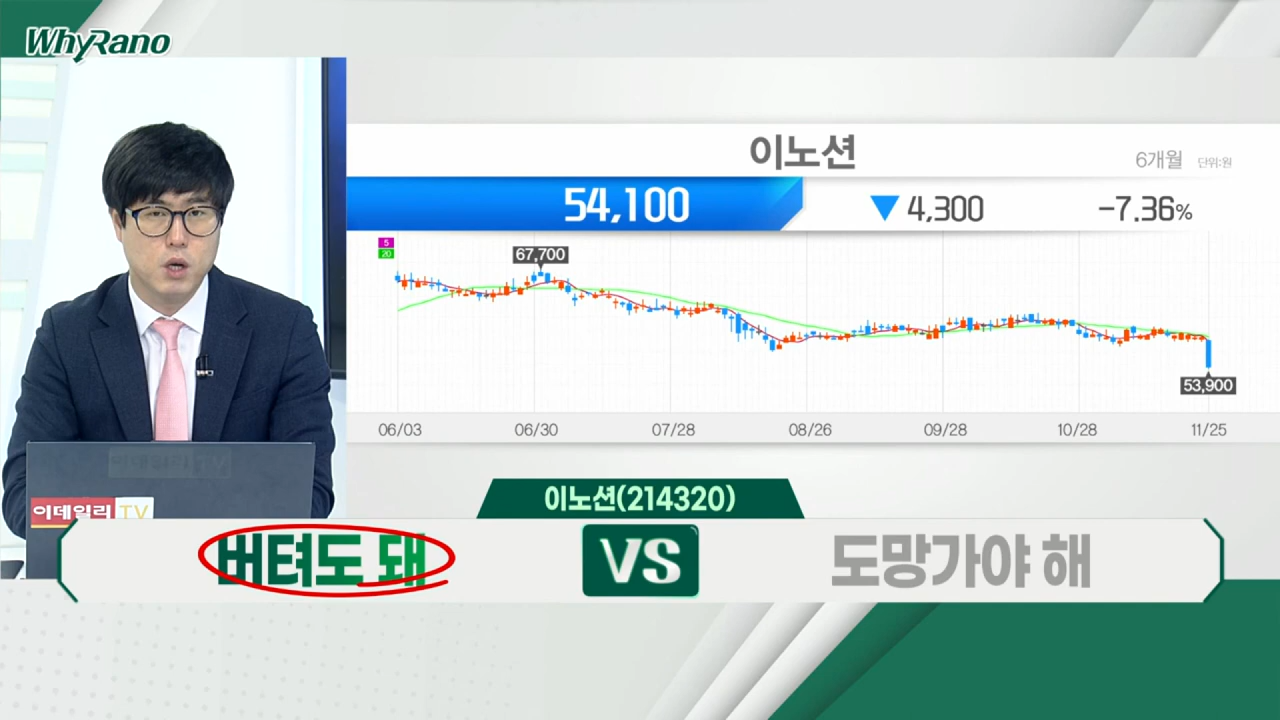 WhyRano
이노션
6개월 단위:원
54,100 ▼ 4,300 -7.36%
5
20
67,700
53,900
06/03 06/30 07/28 08/26 09/28 10/28 11/25
이데일리 TV
이노션(214320)
버텨도 돼 VS 도망가야 해